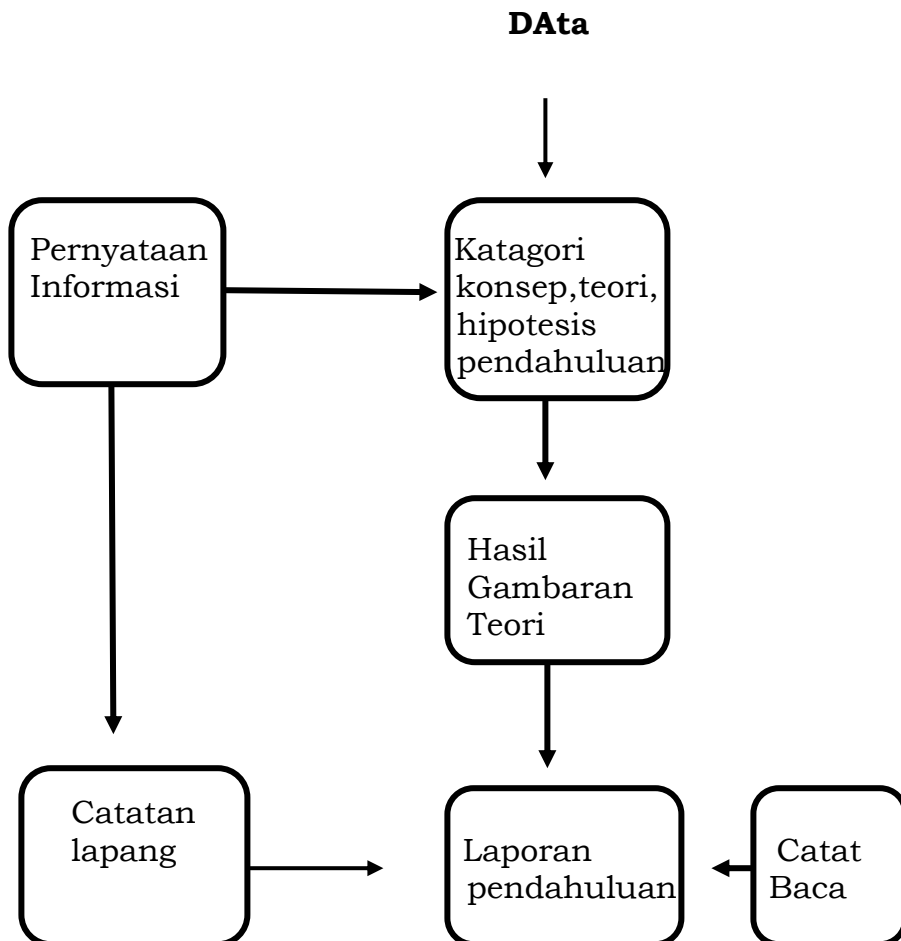 DAta
Pernyataan
Informasi
Katagori
konsep,teori,
hipotesis
pendahuluan
Hasil
Gambaran
Teori
Catatan
lapang
Laporan
pendahuluan
Catat
Baca